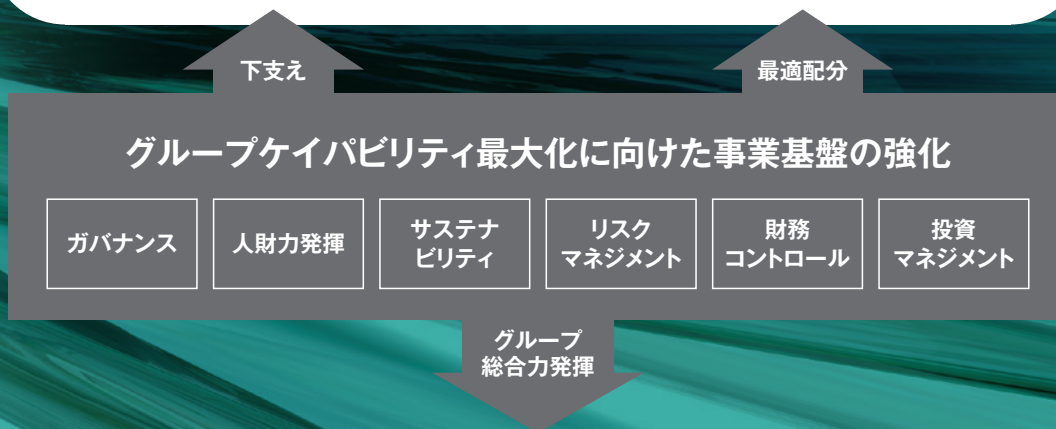 下支え
最適配分
グループケイパビリティ最大化に向けた事業基盤の強化
ガバナンス
人財力発揮
サステナ
ビリティ
リスク
マネジメント
財務
コントロール
投資
マネジメント
グループ
総合力発揮